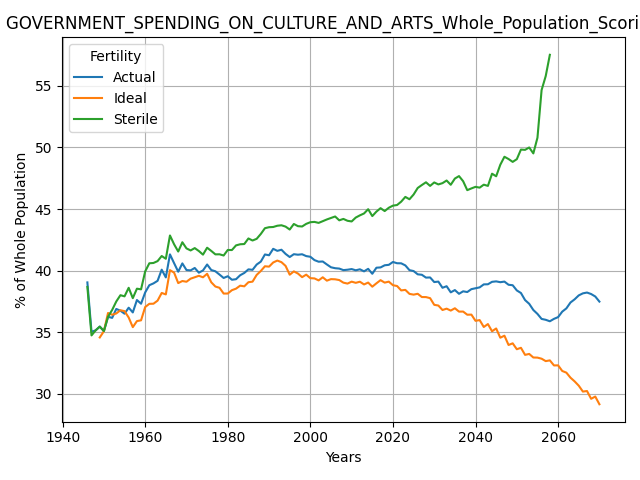 GOVERNMENT_SPENDING_ON_CULTURE_AND_ARTS_Whole_Population_Scori
Fertility
Actual
Ideal
Sterile
% of Whole Population
55
50
45
40
35
30
1940 1960 1980 2000 2020 2040 2060
Years